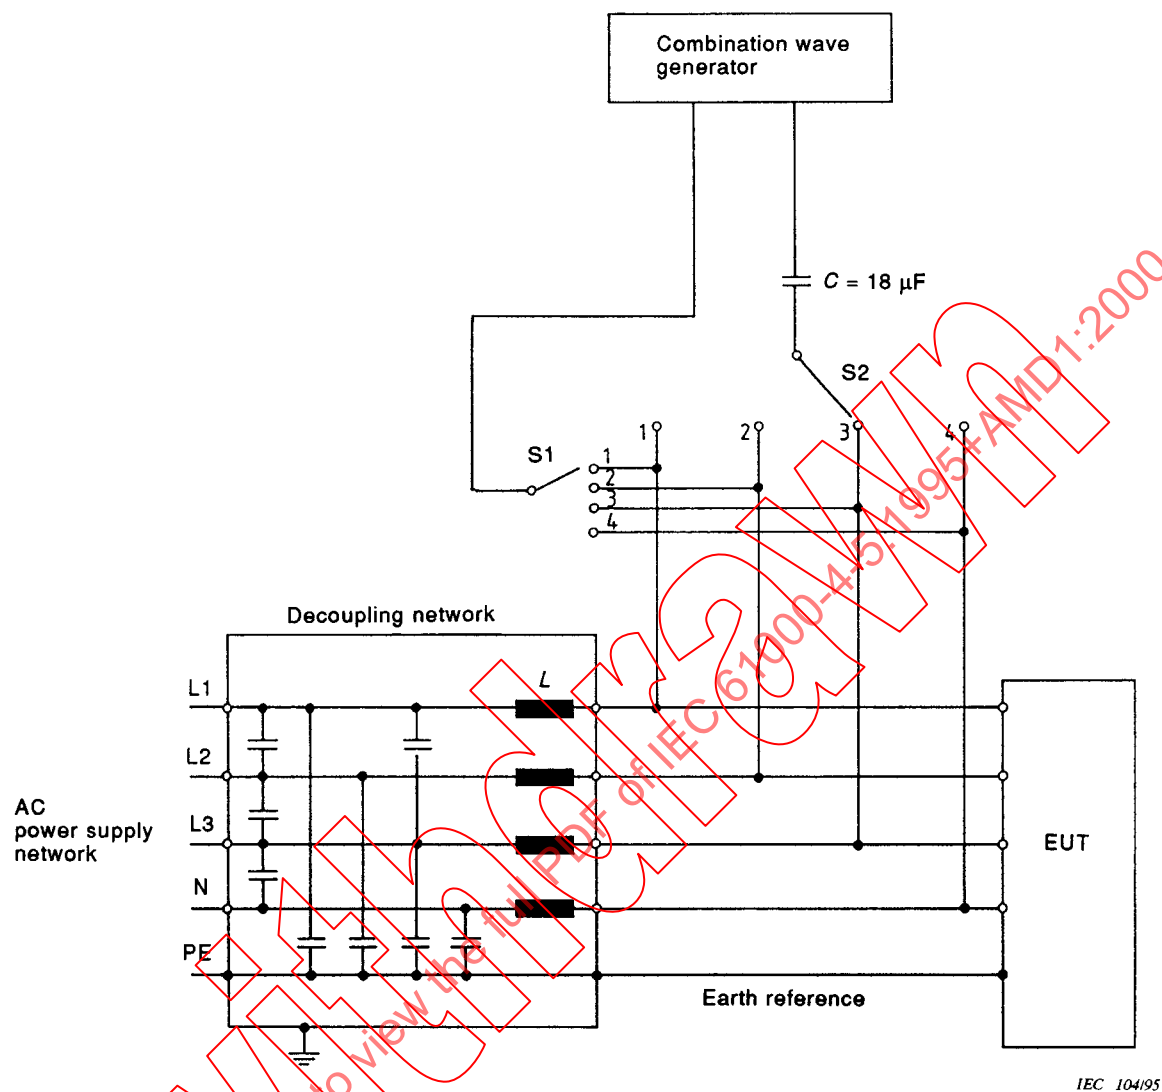 Combination wave
generator
C = 18 µF
S2
1 2 3 4
S1
1
2
3
4
Decoupling network
L
L1
L2
L3
N
PE
AC
power supply
network
EUT
Earth reference
IEC 104/95
to view the full PDF of IEC 61000-4-5:1995+AMD1:2000